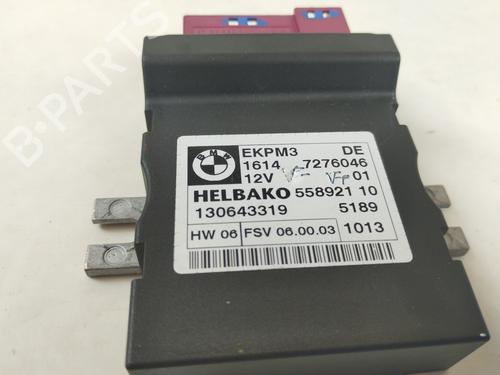 BMW
EKPM3 DE
1614 7276046
12V 01
HELBAKO 558921 10
130643319 5189
HW 06 FSV 06.00.03 1013
B-PARTS